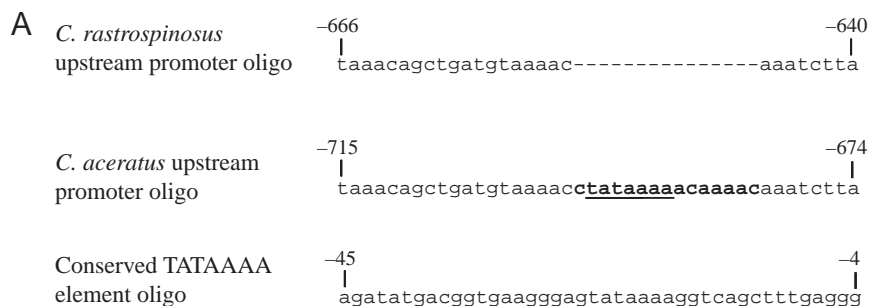 A
C. rastrospinosus
upstream promoter oligo
–666
–640
taaacagctgatgtaaaac---------------aaatctta
C. aceratus upstream
promoter oligo
–715
–674
taaacagctgatgtaaaacctataaaaacaaaacaaatctta
Conserved TATAAAA
element oligo
–45
–4
agatatgacggtgaagggagtataaaaggtcagctttgaggg